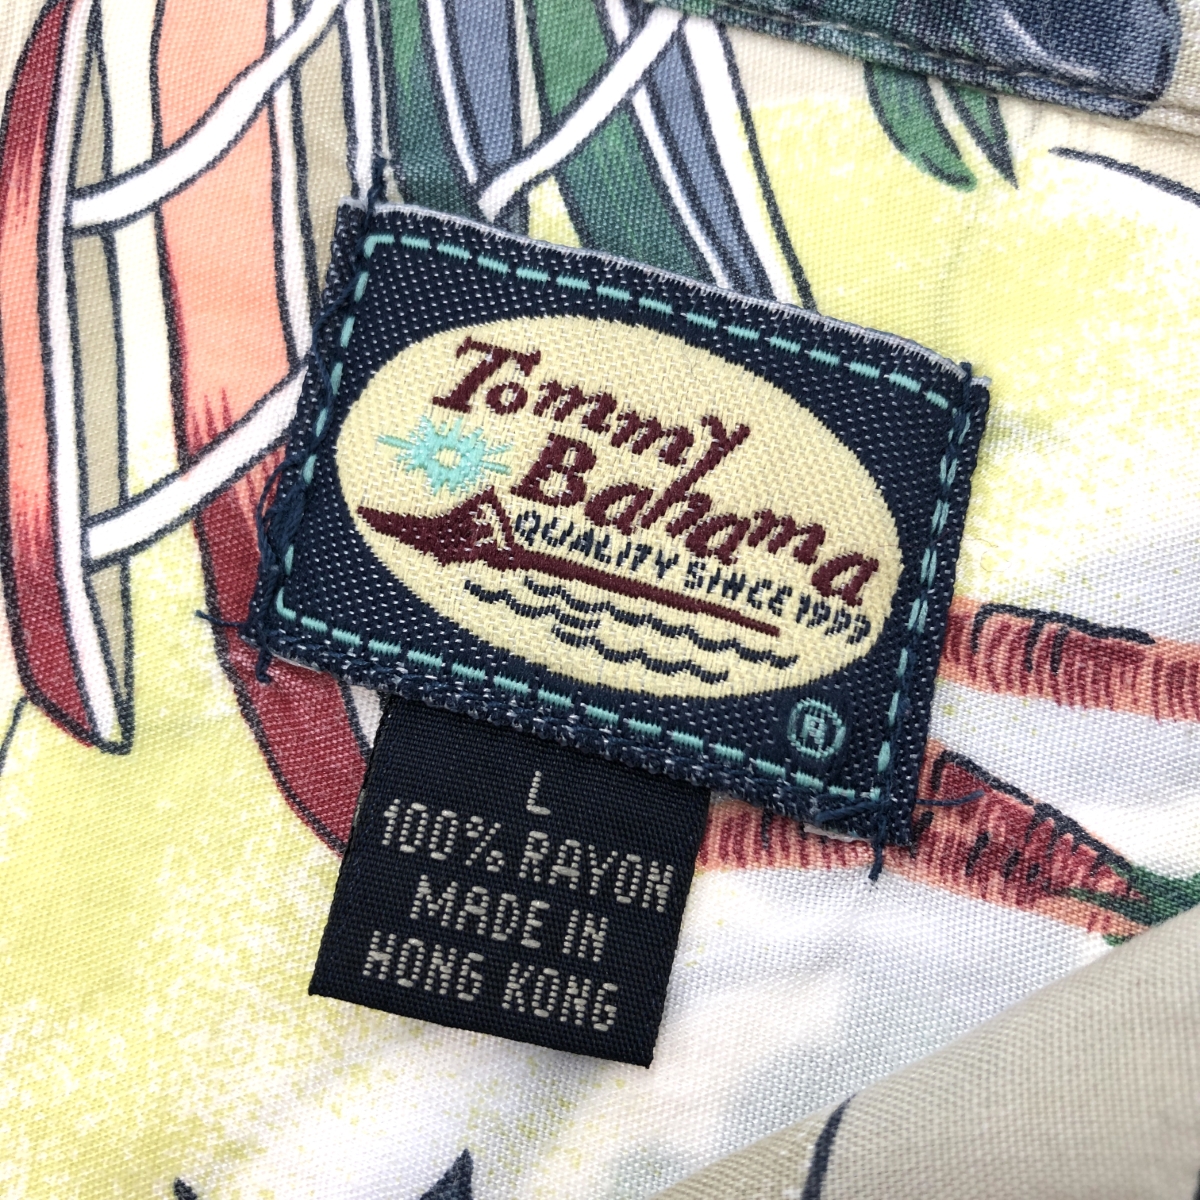 Tommy
Bahama
QUALITY SINCE 1993
®
L
100% RAYON
MADE IN
HONG KONG